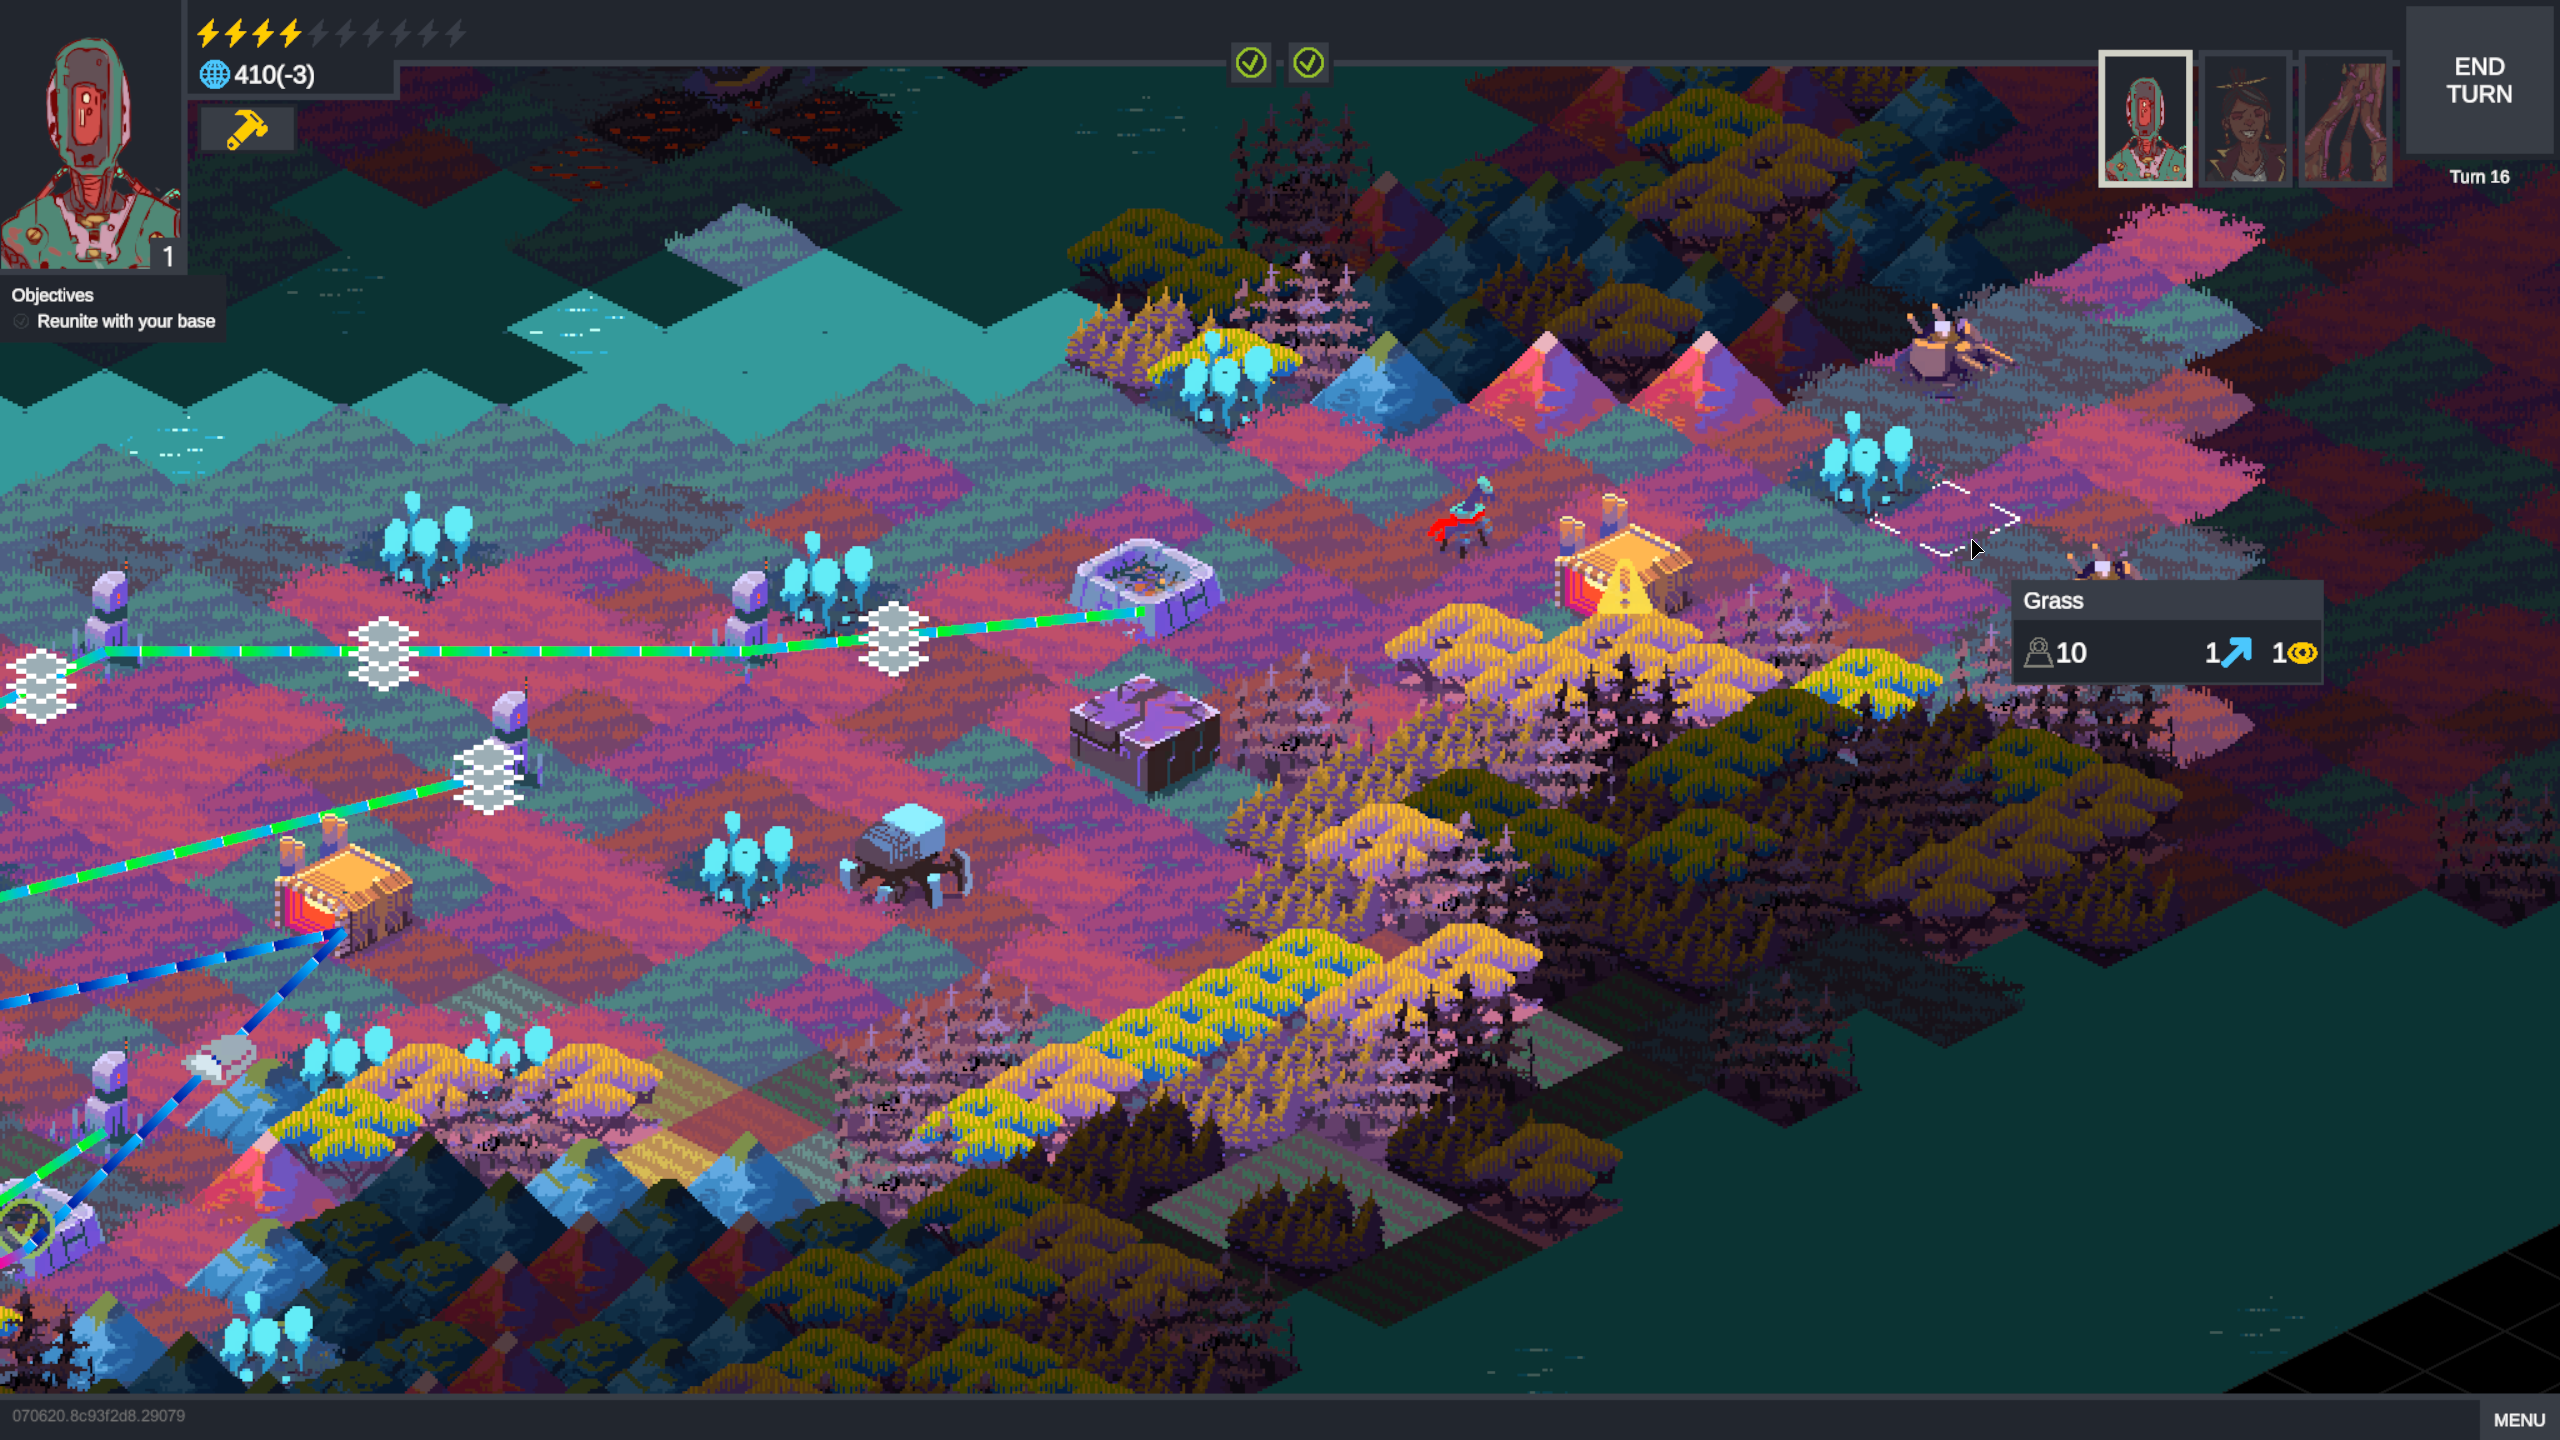 410(-3)
END
TURN
Turn 16
1
Objectives
Reunite with your base
Grass
10 1 1
070620.8c93f2d8.29079
MENU